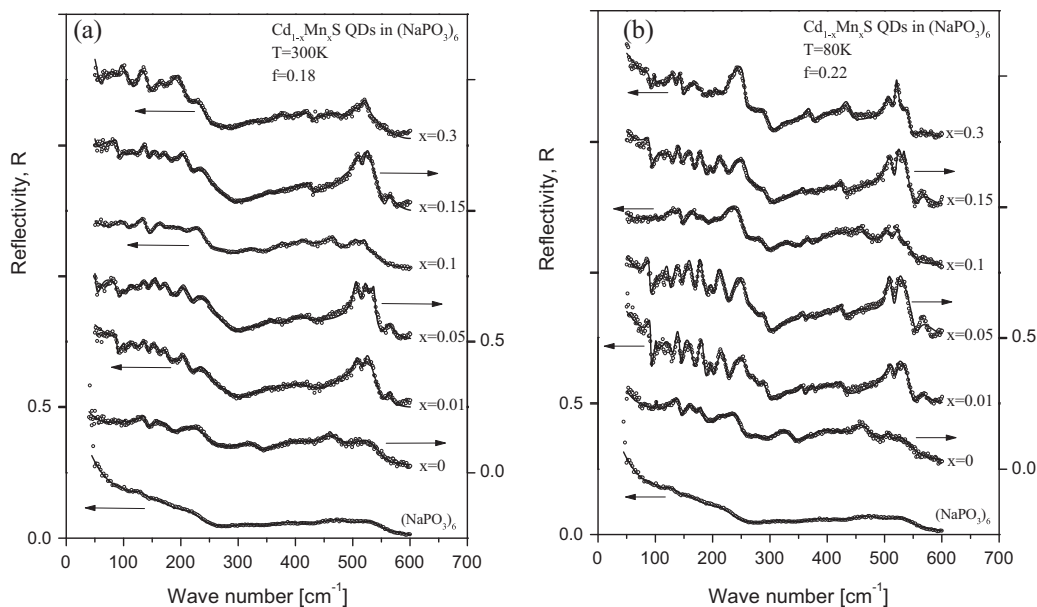 (a)
Cd1-xMnxS QDs in (NaPO3)6
T=300K
f=0.18
x=0.3
x=0.15
x=0.1
x=0.05
x=0.01
x=0
(NaPO3)6
Reflectivity, R
0.5
0.0
0.5
0.0
0 100 200 300 400 500 600 700
Wave number [cm-1]
(b)
Cd1-xMnxS QDs in (NaPO3)6
T=80K
f=0.22
x=0.3
x=0.15
x=0.1
x=0.05
x=0.01
x=0
(NaPO3)6
Reflectivity, R
0.5
0.0
0.5
0.0
0 100 200 300 400 500 600 700
Wave number [cm-1]